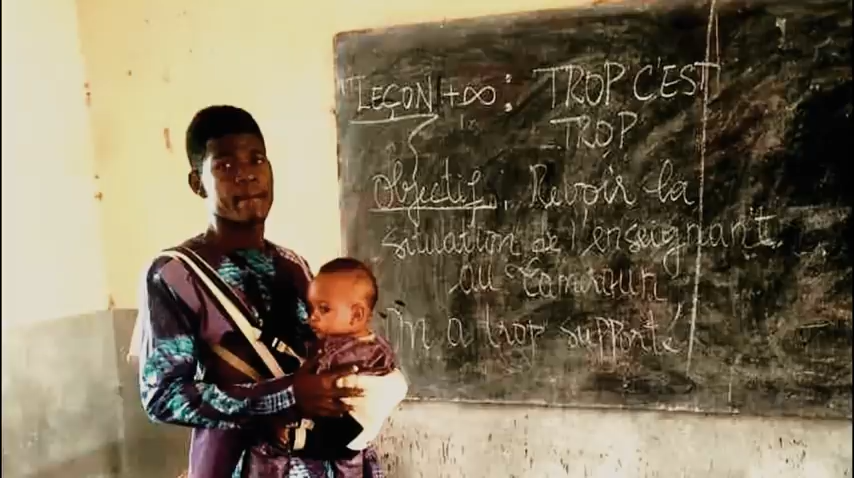 LEÇON +∞ : TROP C'EST
TROP
Objectif : Revoir la
situation de l'enseignant
au Cameroun
On a trop supporté